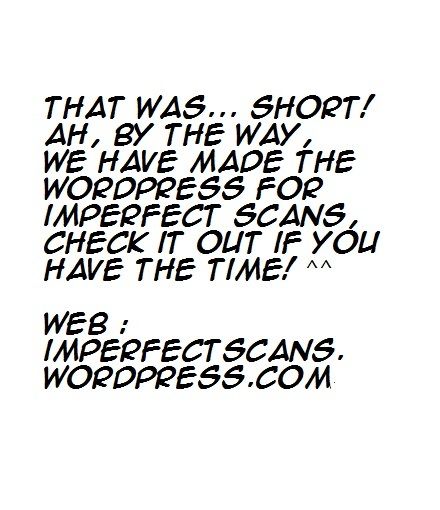 THAT WAS... SHORT!
AH, BY THE WAY,
WE HAVE MADE THE
WORDPRESS FOR
IMPERFECT SCANS,
CHECK IT OUT IF YOU
HAVE THE TIME! ^^
WEB :
IMPERFECTSCANS.
WORDPRESS.COM